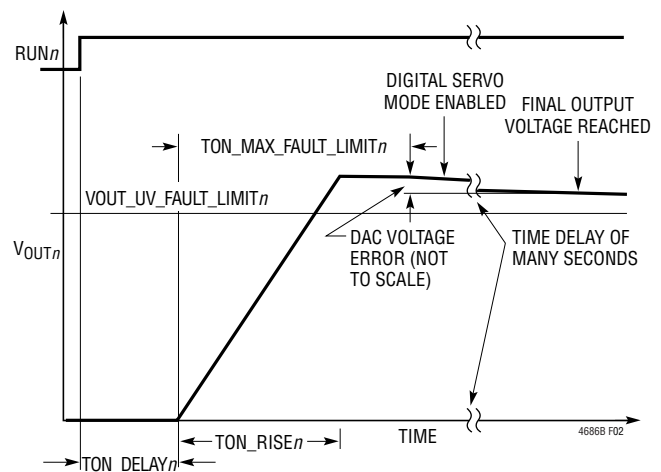 RUNn
DIGITAL SERVO
MODE ENABLED
FINAL OUTPUT
VOLTAGE REACHED
TON_MAX_FAULT_LIMITn
VOUT_UV_FAULT_LIMITn
VOUTn
DAC VOLTAGE
ERROR (NOT
TO SCALE)
TIME DELAY OF
MANY SECONDS
TON_RISEn
TIME
4686B F02
TON_DELAYn